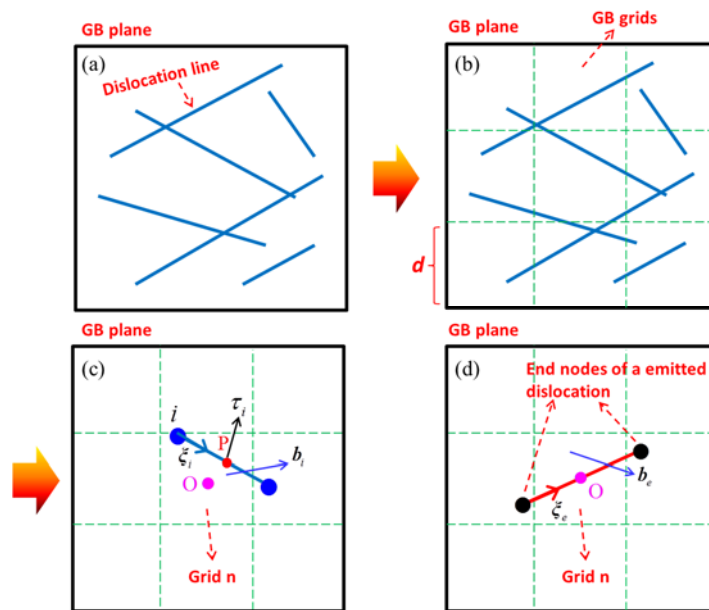 GB plane
(a)
Dislocation line
GB plane
GB grids
(b)
d
GB plane
(c)
i
τi
P
ξi
bi
O
Grid n
GB plane
(d)
End nodes of a emitted
dislocation
be
O
ξe
Grid n